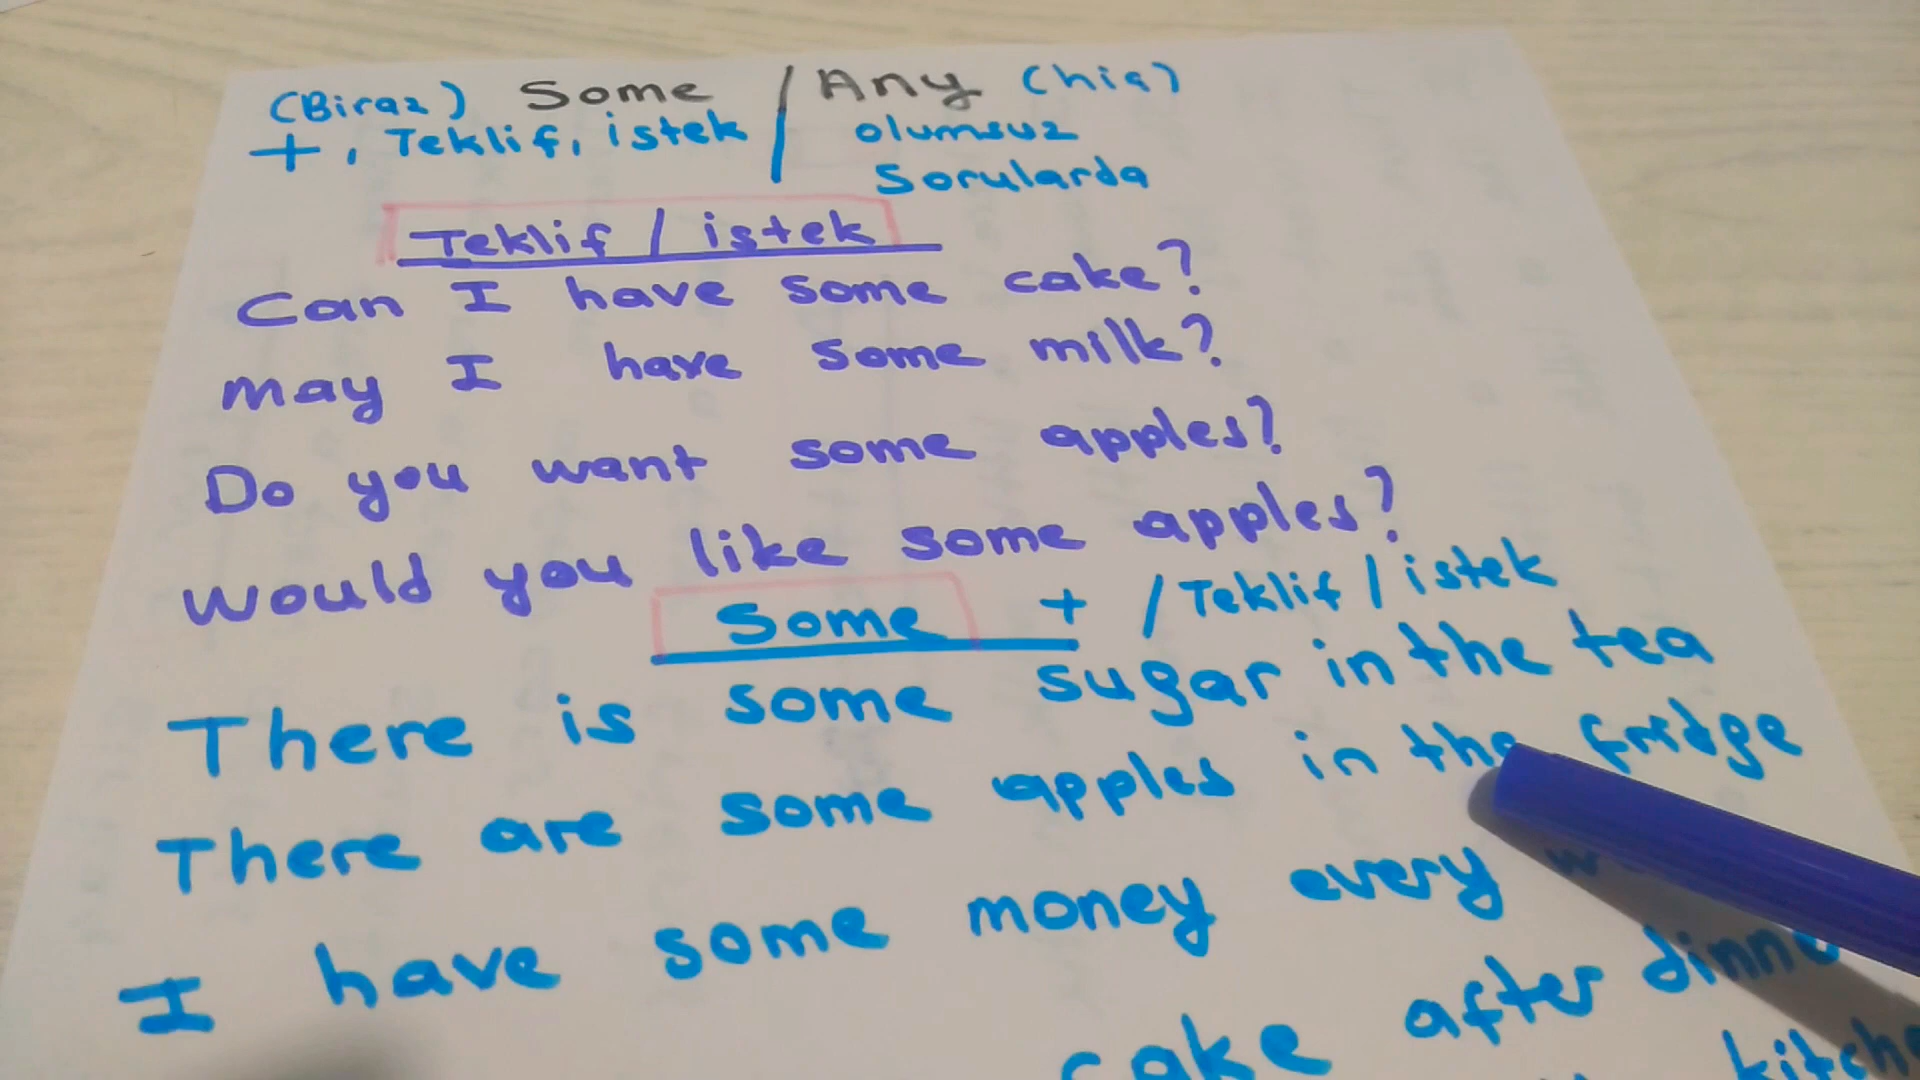 (Biraz) Some / Any (hiç)
+, Teklif, istek / olumsuz
Sorularda
Teklif / istek
Can I have some cake?
May I have some milk?
Do you want some apples?
Would you like some apples?
Some + / Teklif / istek
There is some sugar in the tea
There are some apples in the fridge
I have some money every
cake after